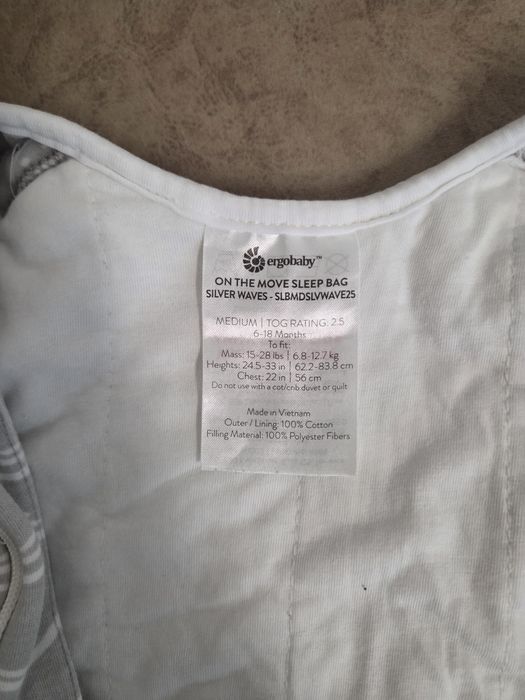 ergobaby™
ON THE MOVE SLEEP BAG
SILVER WAVES - SLBMDSLVWAVE25
MEDIUM | TOG RATING: 2.5
6-18 Months
To fit:
Mass: 15-28 lbs | 6.8-12.7 kg
Heights: 24.5-33 in | 62.2-83.8 cm
Chest: 22 in | 56 cm
Do not use with a cot/crib duvet or quilt
Made in Vietnam
Outer / Lining: 100% Cotton
Filling Material: 100% Polyester Fibers